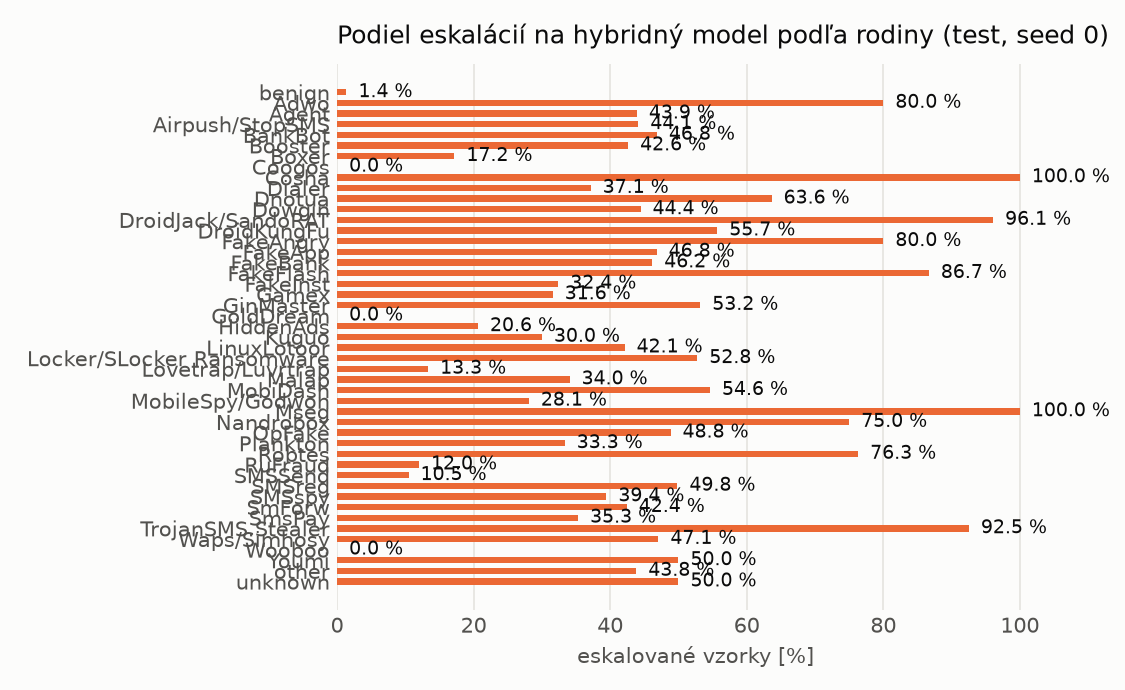 Podiel eskalácií na hybridný model podľa rodiny (test, seed 0)
benign 1.4 %
Adwo 80.0 %
Agent 43.9 %
Airpush/StopSMS 44.1 %
BankBot 46.8 %
Booster 42.6 %
Boxer 17.2 %
Coogos 0.0 %
Cosha 100.0 %
Dialer 37.1 %
Dnotua 63.6 %
Dowgin 44.4 %
DroidJack/SandoRAT 96.1 %
DroidKungFu 55.7 %
FakeAngry 80.0 %
FakeApp 46.8 %
FakeBank 46.2 %
FakeFlash 86.7 %
FakeInst 32.4 %
Gamex 31.6 %
GinMaster 53.2 %
GoldDream 0.0 %
HiddenAds 20.6 %
Kuguo 30.0 %
LinuxLotoor 42.1 %
Locker/SLocker Ransomware 52.8 %
Lovetrap/Luvrtrap 13.3 %
Malap 34.0 %
MobiDash 54.6 %
MobileSpy/Godwon 28.1 %
Mseg 100.0 %
Nandrobox 75.0 %
OpFake 48.8 %
Plankton 33.3 %
Rootes 76.3 %
RuFraud 12.0 %
SMSSend 10.5 %
SMSreg 49.8 %
SMSspy 39.4 %
SmForw 42.4 %
SmsPay 35.3 %
TrojanSMS.Stealer 92.5 %
Waps/Simhosy 47.1 %
Wooboo 0.0 %
Youmi 50.0 %
other 43.8 %
unknown 50.0 %
0 20 40 60 80 100
eskalované vzorky [%]